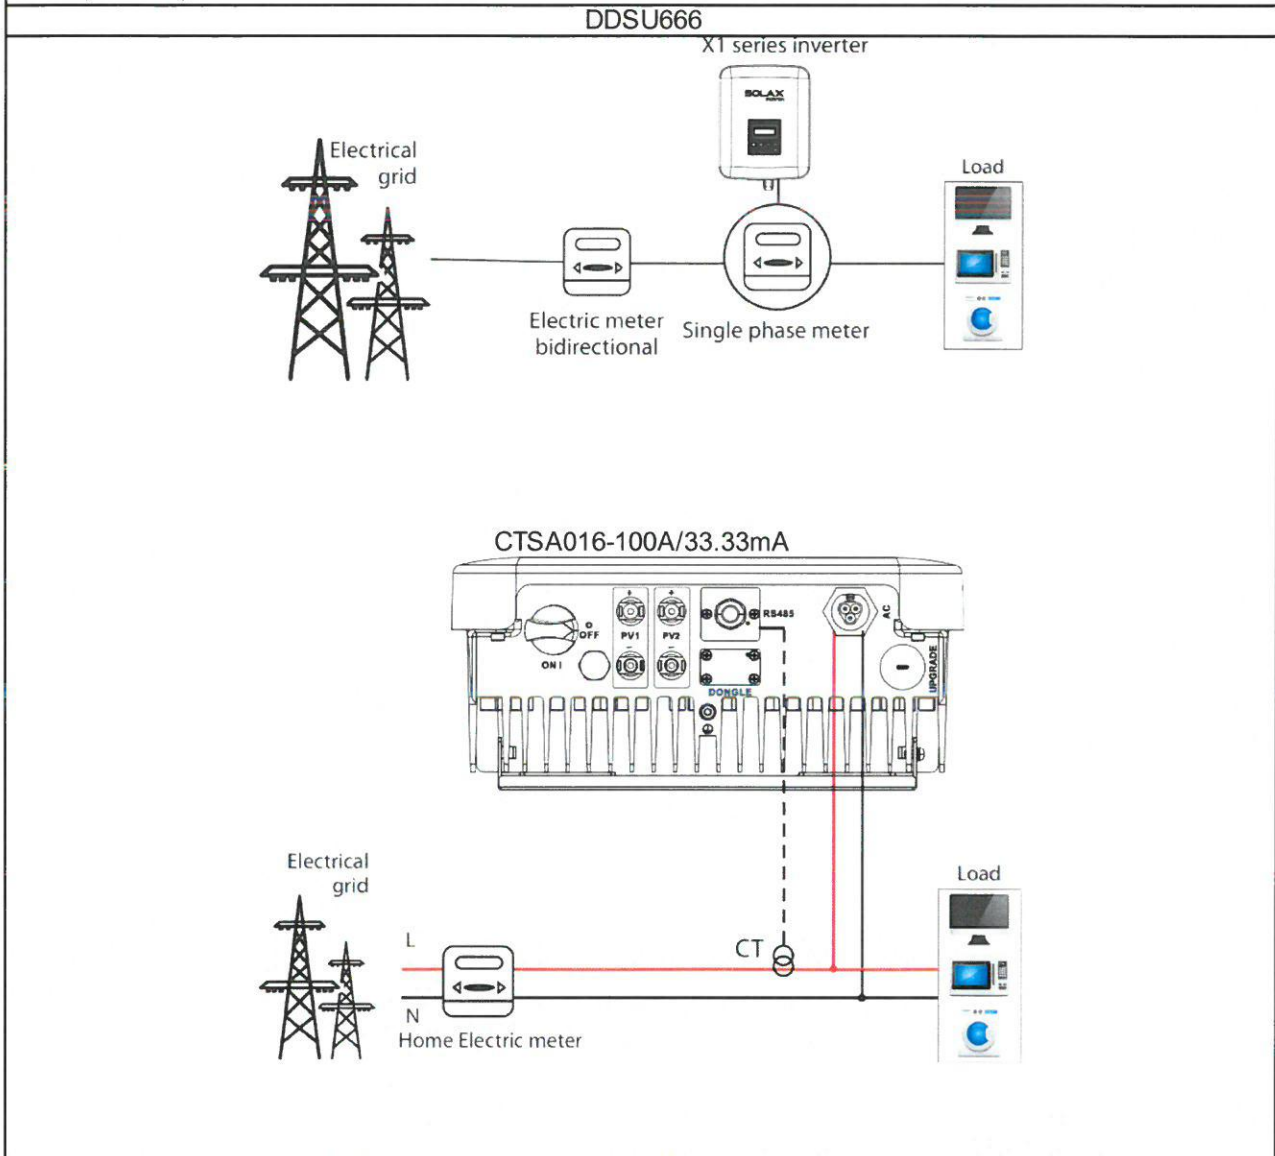 DDSU666
X1 series inverter
SOLAX
Electrical
grid
Load
Electric meter
bidirectional
Single phase meter
CTSA016-100A/33.33mA
RS485
AC
OFF
ON I
PV1
PV2
DONGLE
UPGRADE
Electrical
grid
Load
L
CT
N
Home Electric meter